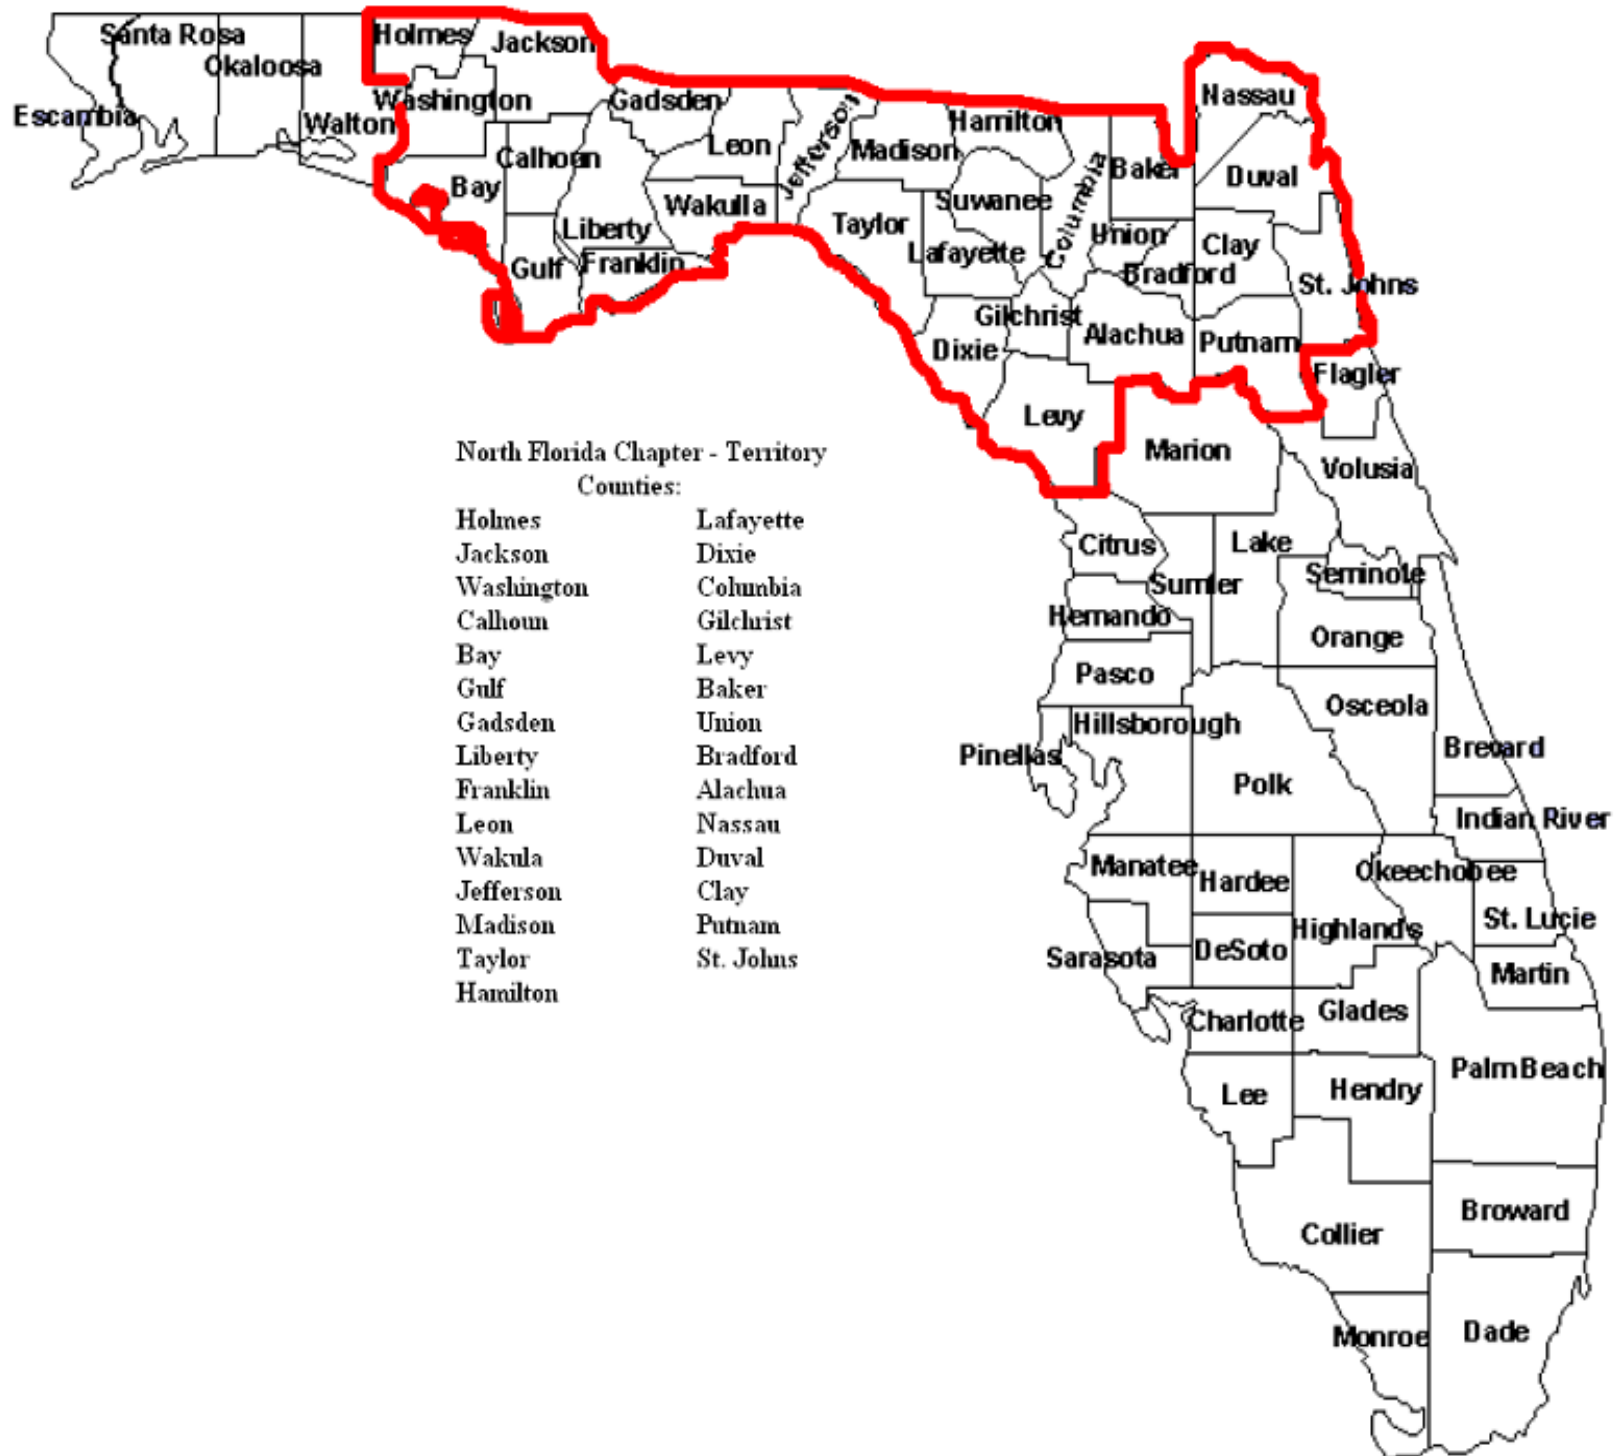 Santa Rosa
Holmes
Jackson
Okaloosa
Nassau
Escambia
Walton
Washington
Gadsden
Leon
Jefferson
Madison
Hamilton
Columbia
Baker
Duval
Calhoun
Bay
Wakulla
Suwanee
Taylor
Liberty
Lafayette
Union
Clay
Gulf
Franklin
Bradford
St. Johns
Gilchrist
Dixie
Alachua
Putnam
Flagler
Levy
Marion
Volusia
North Florida Chapter - Territory
Counties:
Holmes Lafayette
Jackson Dixie
Washington Columbia
Calhoun Gilchrist
Bay Levy
Gulf Baker
Gadsden Union
Liberty Bradford
Franklin Alachua
Leon Nassau
Wakula Duval
Jefferson Clay
Madison Putnam
Taylor St. Johns
Hamilton
Citrus
Lake
Sumter
Seminole
Hernando
Orange
Pasco
Osceola
Hillsborough
Pinellas
Brevard
Polk
Indian River
Manatee
Hardee
Okeechobee
Highlands
St. Lucie
Sarasota
DeSoto
Martin
Charlotte
Glades
Lee
Hendry
Palm Beach
Collier
Broward
Monroe
Dade